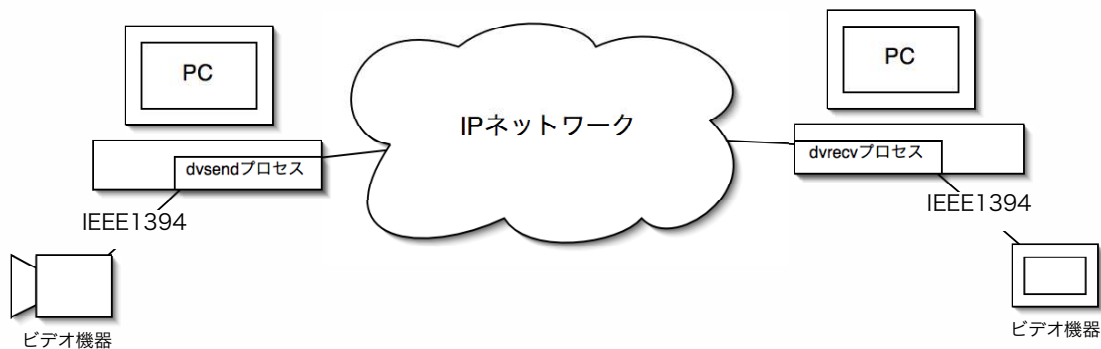 PC
dvsendプロセス
IEEE1394
ビデオ機器
IPネットワーク
PC
dvrecvプロセス
IEEE1394
ビデオ機器